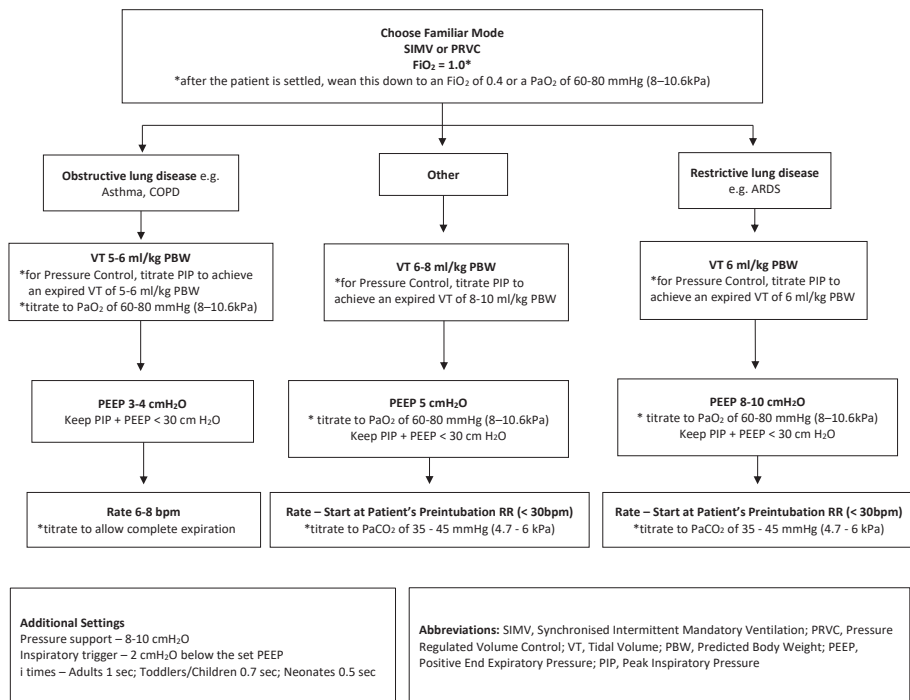 Choose Familiar Mode
SIMV or PRVC
FiO₂ = 1.0*
*after the patient is settled, wean this down to an FiO₂ of 0.4 or a PaO₂ of 60-80 mmHg (8–10.6kPa)
Obstructive lung disease e.g.
Asthma, COPD
Other
Restrictive lung disease
e.g. ARDS
VT 5-6 ml/kg PBW
*for Pressure Control, titrate PIP to achieve
an expired VT of 5-6 ml/kg PBW
*titrate to PaO₂ of 60-80 mmHg (8–10.6kPa)
VT 6-8 ml/kg PBW
*for Pressure Control, titrate PIP to
achieve an expired VT of 8-10 ml/kg PBW
VT 6 ml/kg PBW
*for Pressure Control, titrate PIP to
achieve an expired VT of 6 ml/kg PBW
PEEP 3-4 cmH₂O
Keep PIP + PEEP < 30 cm H₂O
PEEP 5 cmH₂O
* titrate to PaO₂ of 60-80 mmHg (8–10.6kPa)
Keep PIP + PEEP < 30 cm H₂O
PEEP 8-10 cmH₂O
* titrate to PaO₂ of 60-80 mmHg (8–10.6kPa)
Keep PIP + PEEP < 30 cm H₂O
Rate 6-8 bpm
*titrate to allow complete expiration
Rate – Start at Patient's Preintubation RR (< 30bpm)
*titrate to PaCO₂ of 35 - 45 mmHg (4.7 - 6 kPa)
Rate – Start at Patient's Preintubation RR (< 30bpm)
*titrate to PaCO₂ of 35 - 45 mmHg (4.7 - 6 kPa)
Additional Settings
Pressure support – 8-10 cmH₂O
Inspiratory trigger – 2 cmH₂O below the set PEEP
i times – Adults 1 sec; Toddlers/Children 0.7 sec; Neonates 0.5 sec
Abbreviations: SIMV, Synchronised Intermittent Mandatory Ventilation; PRVC, Pressure
Regulated Volume Control; VT, Tidal Volume; PBW, Predicted Body Weight; PEEP,
Positive End Expiratory Pressure; PIP, Peak Inspiratory Pressure